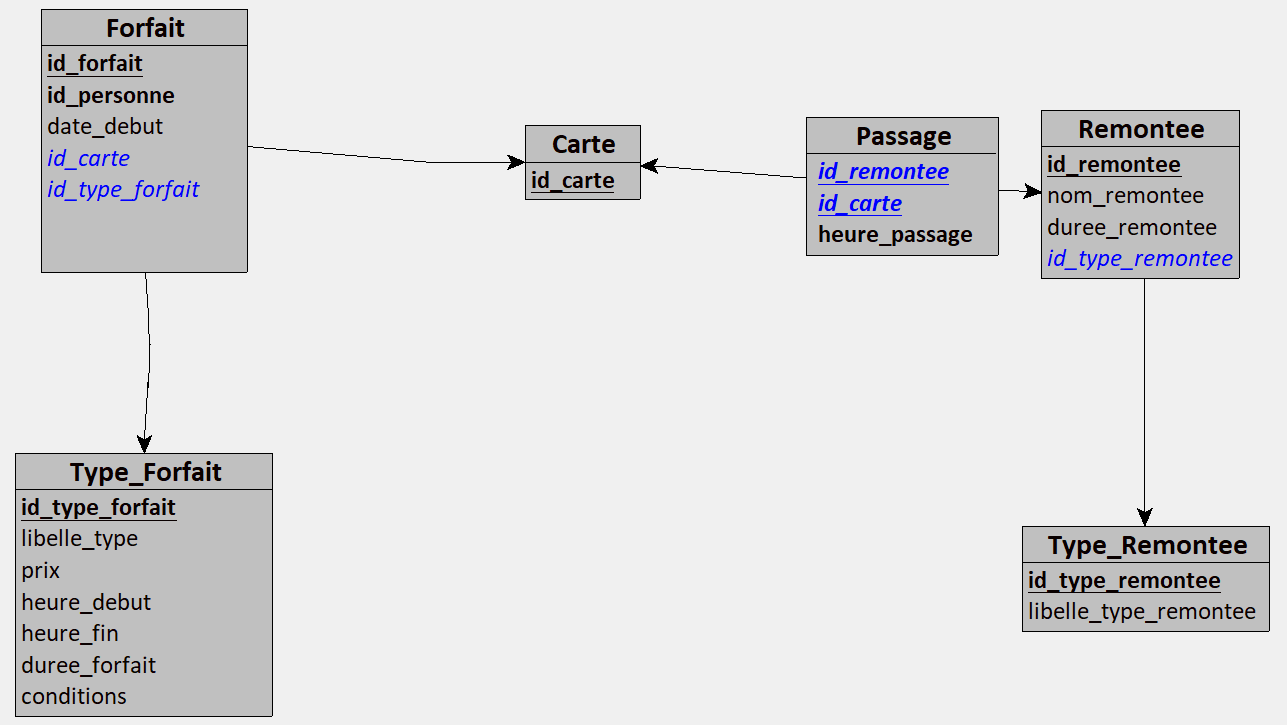 Forfait
id_forfait
id_personne
date_debut
id_carte
id_type_forfait
Carte
id_carte
Passage
id_remontee
id_carte
heure_passage
Remontee
id_remontee
nom_remontee
duree_remontee
id_type_remontee
Type_Forfait
id_type_forfait
libelle_type
prix
heure_debut
heure_fin
duree_forfait
conditions
Type_Remontee
id_type_remontee
libelle_type_remontee